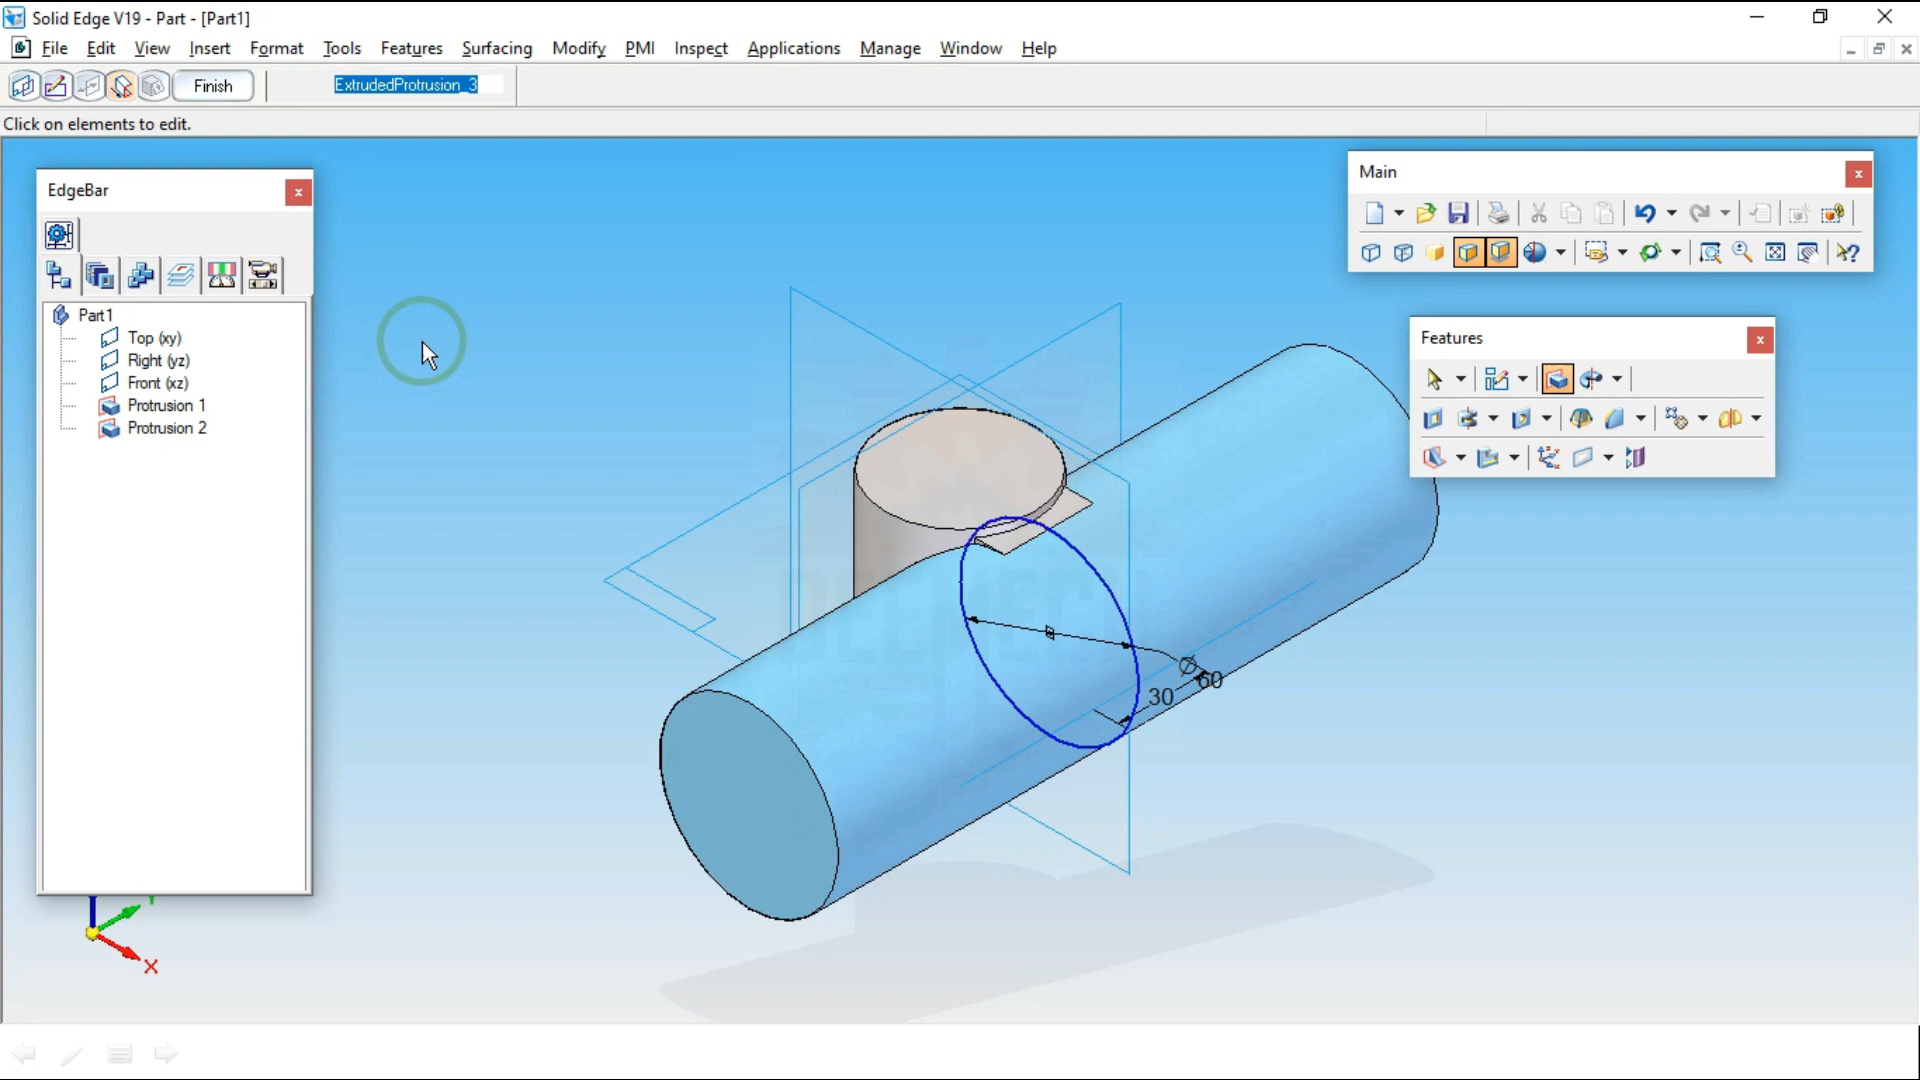 Solid Edge V19 - Part - [Part1]
File Edit View Insert Format Tools Features Surfacing Modify PMI Inspect Applications Manage Window Help
Finish
ExtrudedProtrusion_3
Click on elements to edit.
EdgeBar
Main
Part1
Top (xy)
Right (yz)
Front (xz)
Protrusion 1
Protrusion 2
Features
Ø 60
30
X